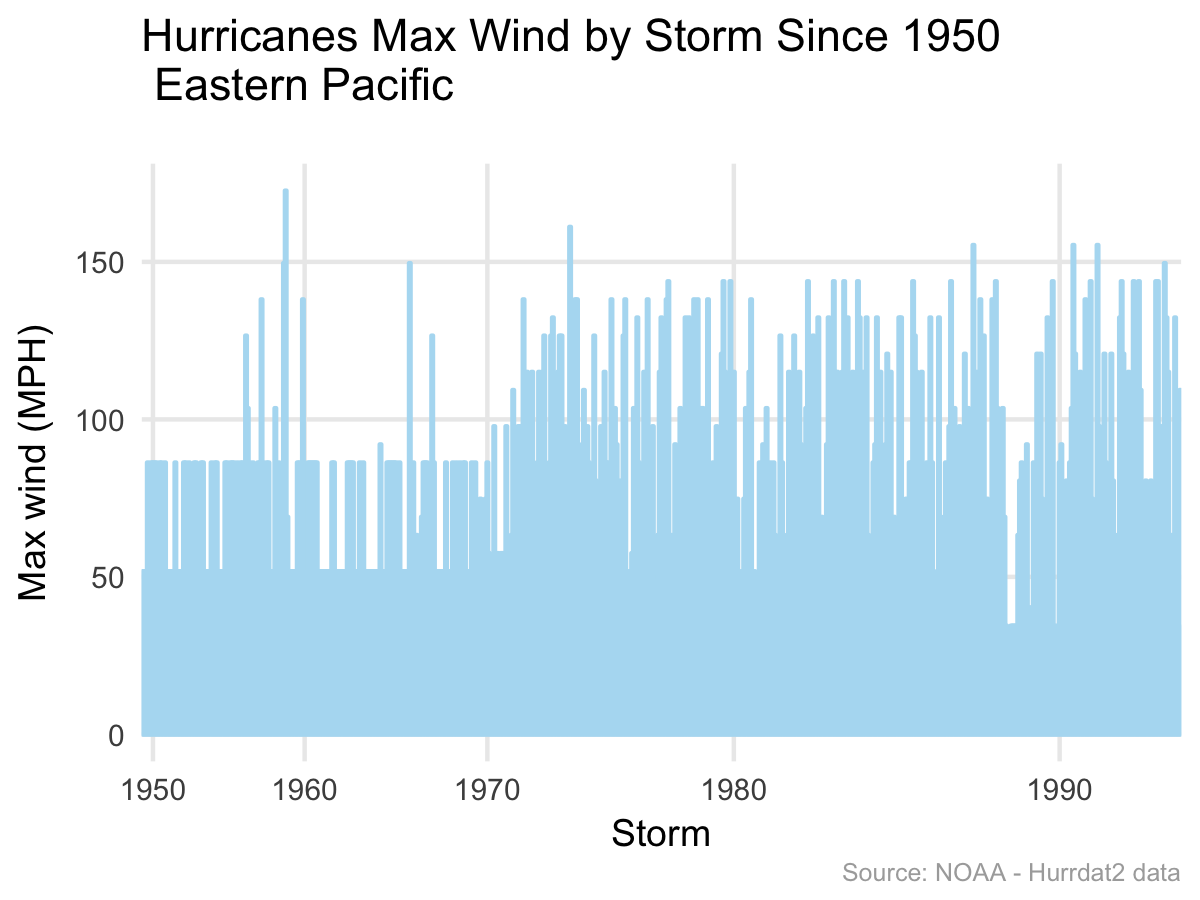 Hurricanes Max Wind by Storm Since 1950
Eastern Pacific
Max wind (MPH)
150
100
50
0
1950 1960 1970 1980 1990
Storm
Source: NOAA - Hurrdat2 data